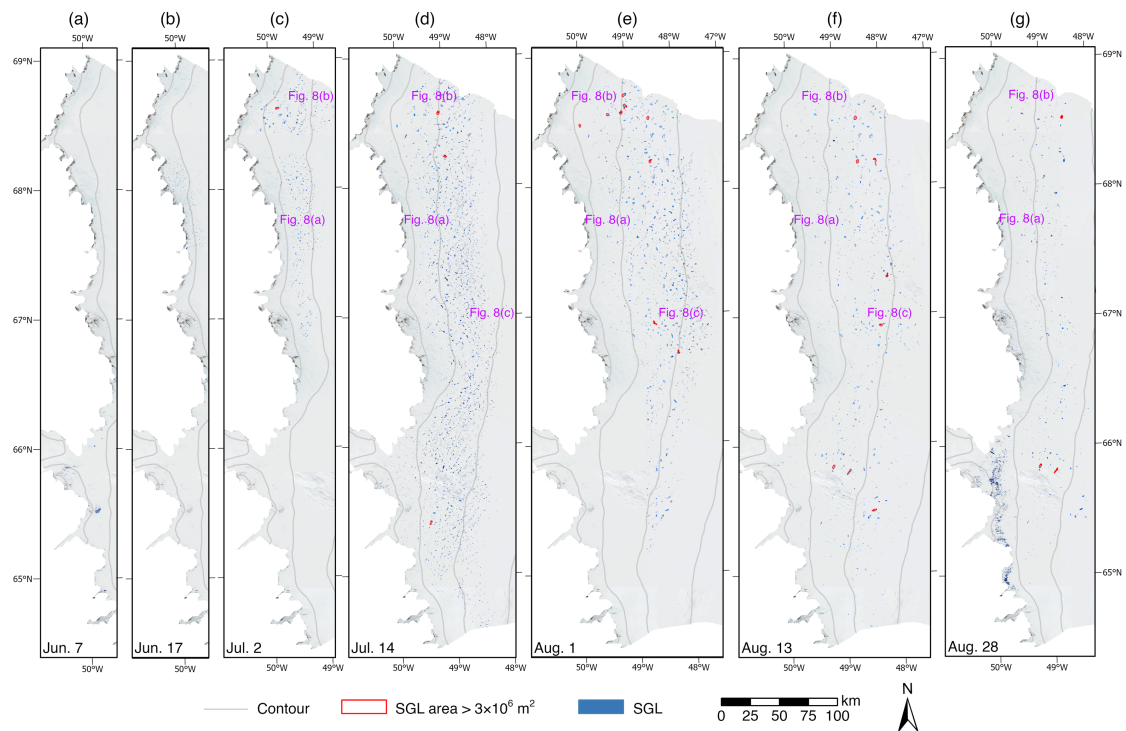 (a) (b) (c) (d) (e) (f) (g)
50°W 50°W 50°W 49°W 50°W 49°W 48°W 50°W 49°W 48°W 47°W 50°W 49°W 48°W 47°W 50°W 49°W 48°W
69°N 69°N
68°N 68°N
67°N 67°N
66°N 66°N
65°N 65°N
Fig. 8(b) Fig. 8(b) Fig. 8(b) Fig. 8(b) Fig. 8(b)
Fig. 8(a) Fig. 8(a) Fig. 8(a) Fig. 8(a) Fig. 8(a)
Fig. 8(c) Fig. 8(c) Fig. 8(c)
Jun. 7 Jun. 17 Jul. 2 Jul. 14 Aug. 1 Aug. 13 Aug. 28
50°W 50°W 50°W 49°W 50°W 49°W 48°W 50°W 49°W 48°W 47°W 50°W 49°W 48°W 47°W 50°W 49°W 48°W
Contour SGL area > 3×10⁶ m² SGL km N
0 25 50 75 100